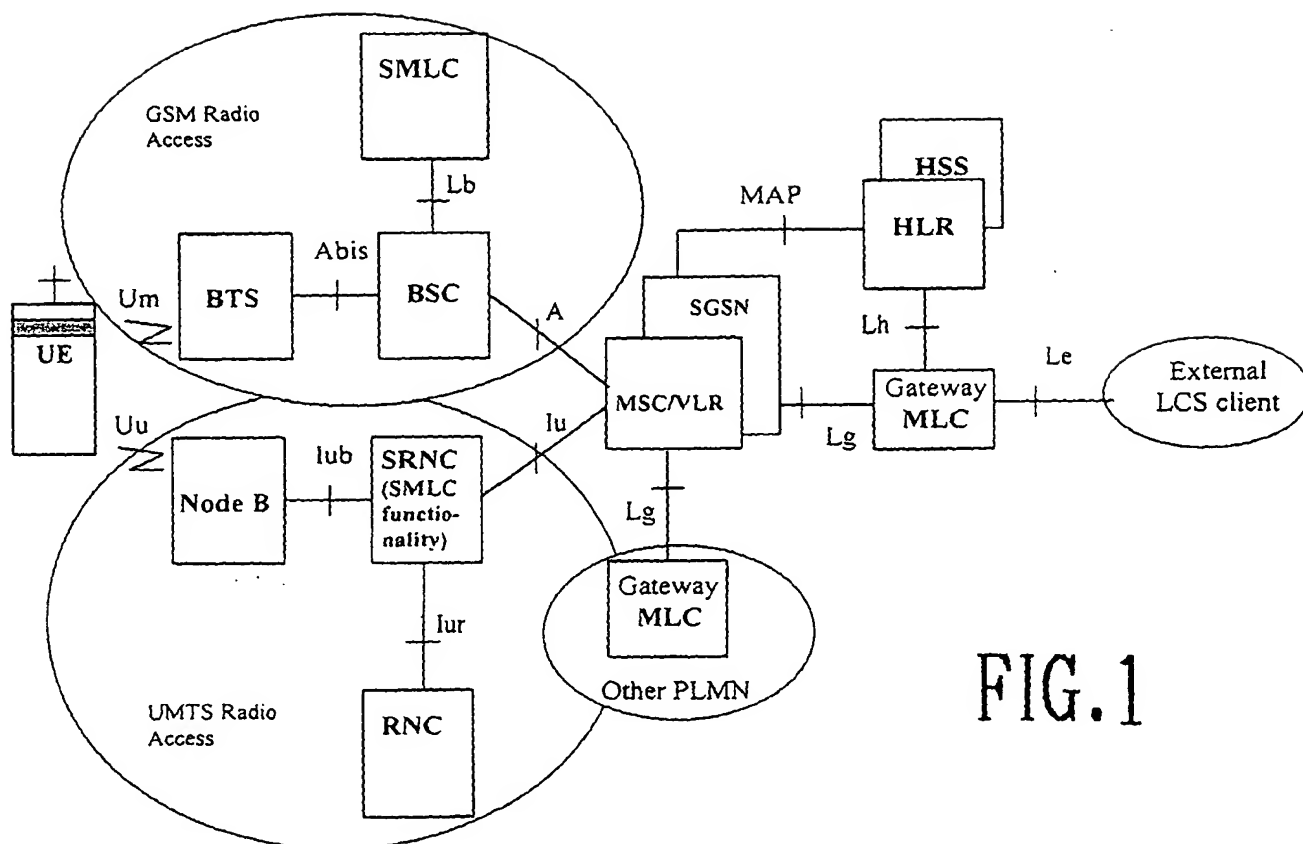 SMLC
GSM Radio
Access
Lb
HSS
MAP
HLR
Abis
Um
BTS
BSC
A
SGSN
UE
Lh
Le
MSC/VLR
Gateway
MLC
External
LCS client
Lg
Uu
Iub
Iu
Node B
SRNC
(SMLC
functio-
nality)
Lg
Gateway
MLC
Iur
Other PLMN
UMTS Radio
Access
RNC
FIG.1